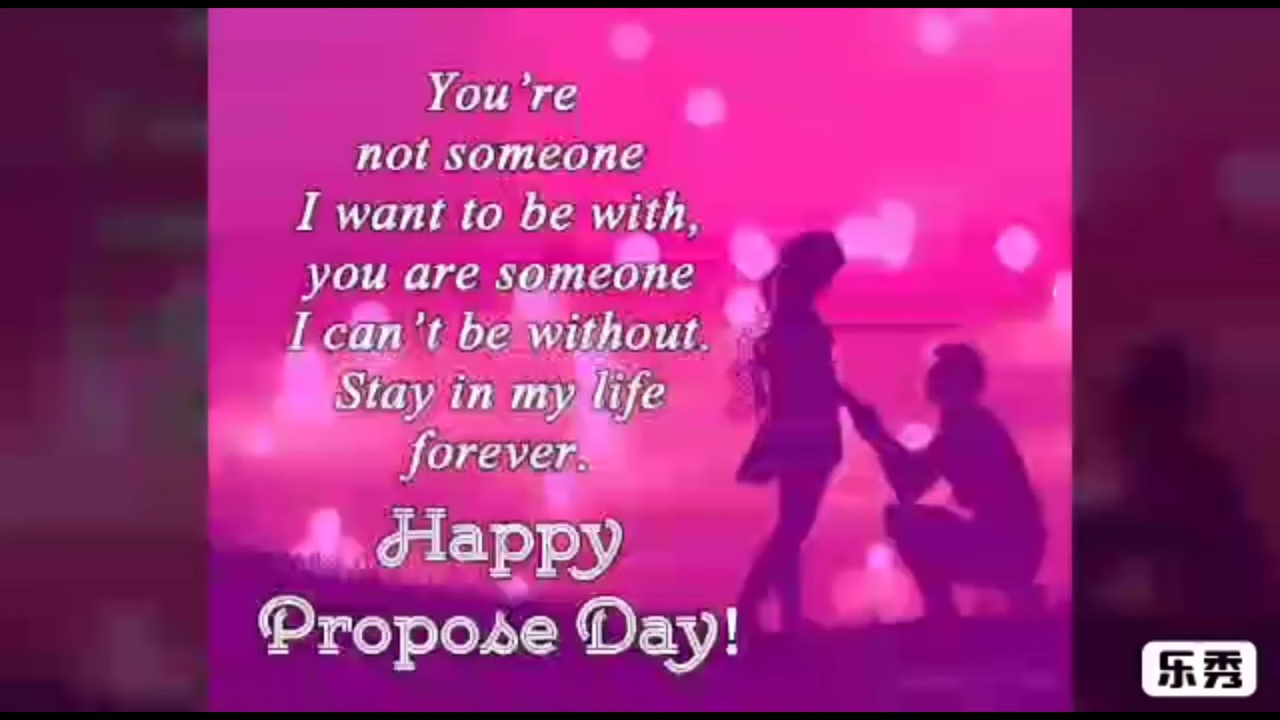 You're
not someone
I want to be with,
you are someone
I can't be without.
Stay in my life
forever.
Happy
Propose Day!
乐秀